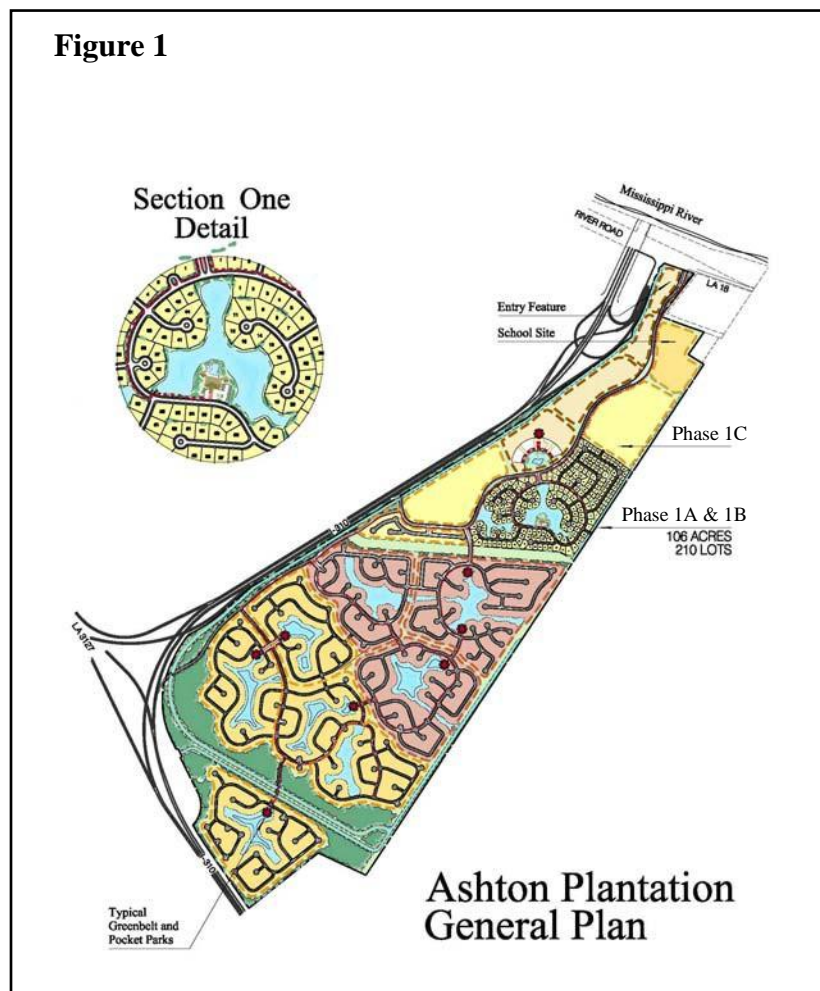 Figure 1
Section One
Detail
Mississippi River
RIVER ROAD
LA 18
Entry Feature
School Site
Phase 1C
Phase 1A & 1B
106 ACRES
210 LOTS
-310
LA 3127
-310
Typical
Greenbelt and
Pocket Parks
Ashton Plantation
General Plan